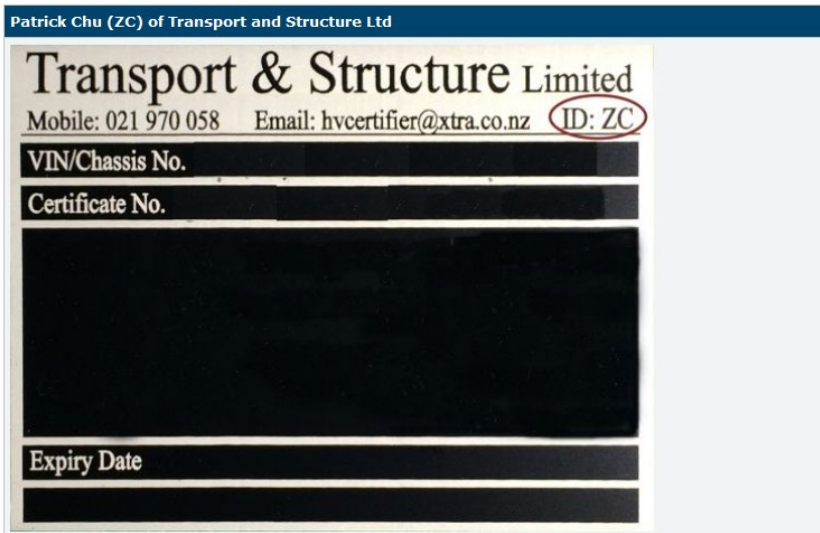 Patrick Chu (ZC) of Transport and Structure Ltd
Transport & Structure Limited
Mobile: 021 970 058 Email: hvcertifier@xtra.co.nz ID: ZC
VIN/Chassis No.
Certificate No.
Expiry Date